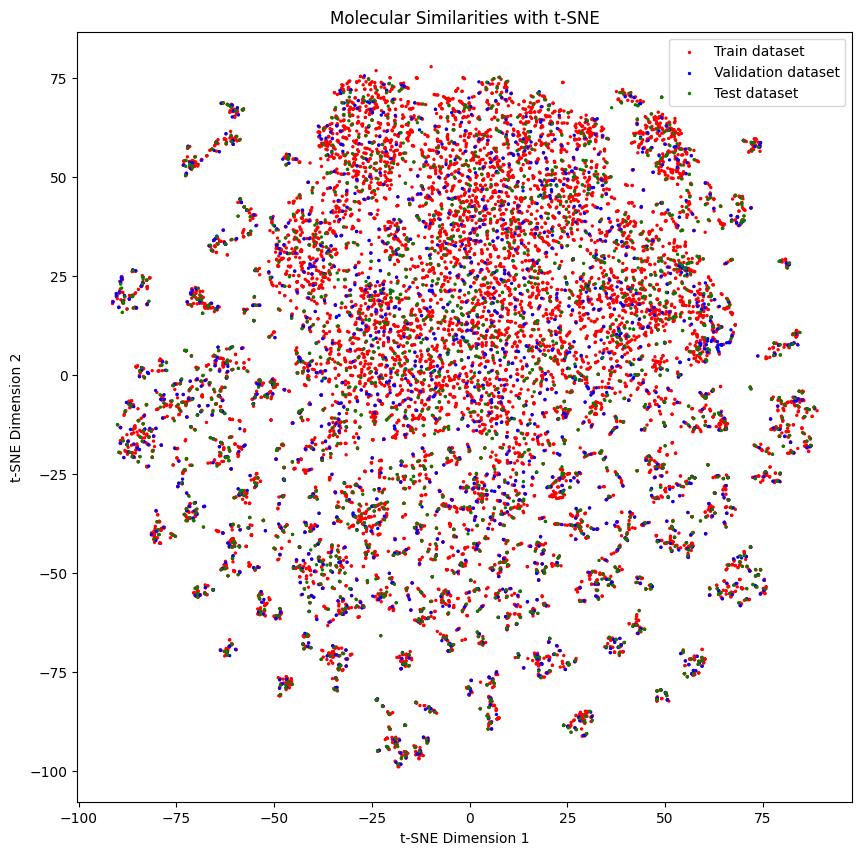 Molecular Similarities with t-SNE
Train dataset
Validation dataset
Test dataset
75
50
25
0
−25
−50
−75
−100
t-SNE Dimension 2
−100
−75
−50
−25
0
25
50
75
t-SNE Dimension 1